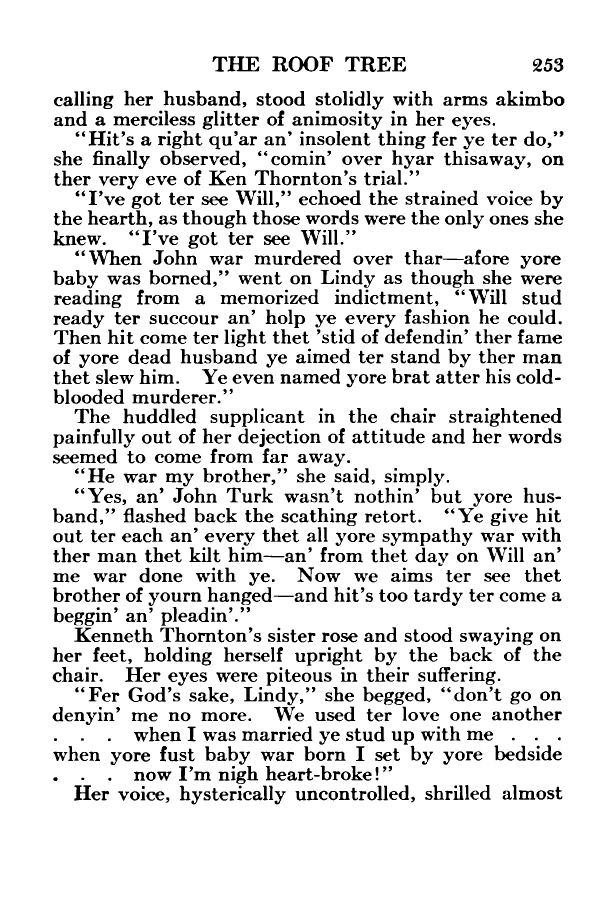 THE ROOF TREE 253
calling her husband, stood stolidly with arms akimbo
and a merciless glitter of animosity in her eyes.
“Hit's a right qu'ar an' insolent thing fer ye ter do,”
she finally observed, “comin' over hyar thisaway, on
ther very eve of Ken Thornton's trial.”
“I've got ter see Will,” echoed the strained voice by
the hearth, as though those words were the only ones she
knew. “I've got ter see Will.”
“When John war murdered over thar—afore yore
baby was borned,” went on Lindy as though she were
reading from a memorized indictment, “Will stud
ready ter succour an' holp ye every fashion he could.
Then hit come ter light thet 'stid of defendin' ther fame
of yore dead husband ye aimed ter stand by ther man
thet slew him. Ye even named yore brat atter his cold-
blooded murderer.”
The huddled supplicant in the chair straightened
painfully out of her dejection of attitude and her words
seemed to come from far away.
“He war my brother,” she said, simply.
“Yes, an' John Turk wasn't nothin' but yore hus-
band,” flashed back the scathing retort. “Ye give hit
out ter each an' every thet all yore sympathy war with
ther man thet kilt him—an' from thet day on Will an'
me war done with ye. Now we aims ter see thet
brother of yourn hanged—and hit's too tardy ter come a
beggin' an' pleadin'.”
Kenneth Thornton's sister rose and stood swaying on
her feet, holding herself upright by the back of the
chair. Her eyes were piteous in their suffering.
“Fer God's sake, Lindy,” she begged, “don't go on
denyin' me no more. We used ter love one another
. . . when I was married ye stud up with me . . .
when yore fust baby war born I set by yore bedside
. . . now I'm nigh heart-broke!”
Her voice, hysterically uncontrolled, shrilled almost